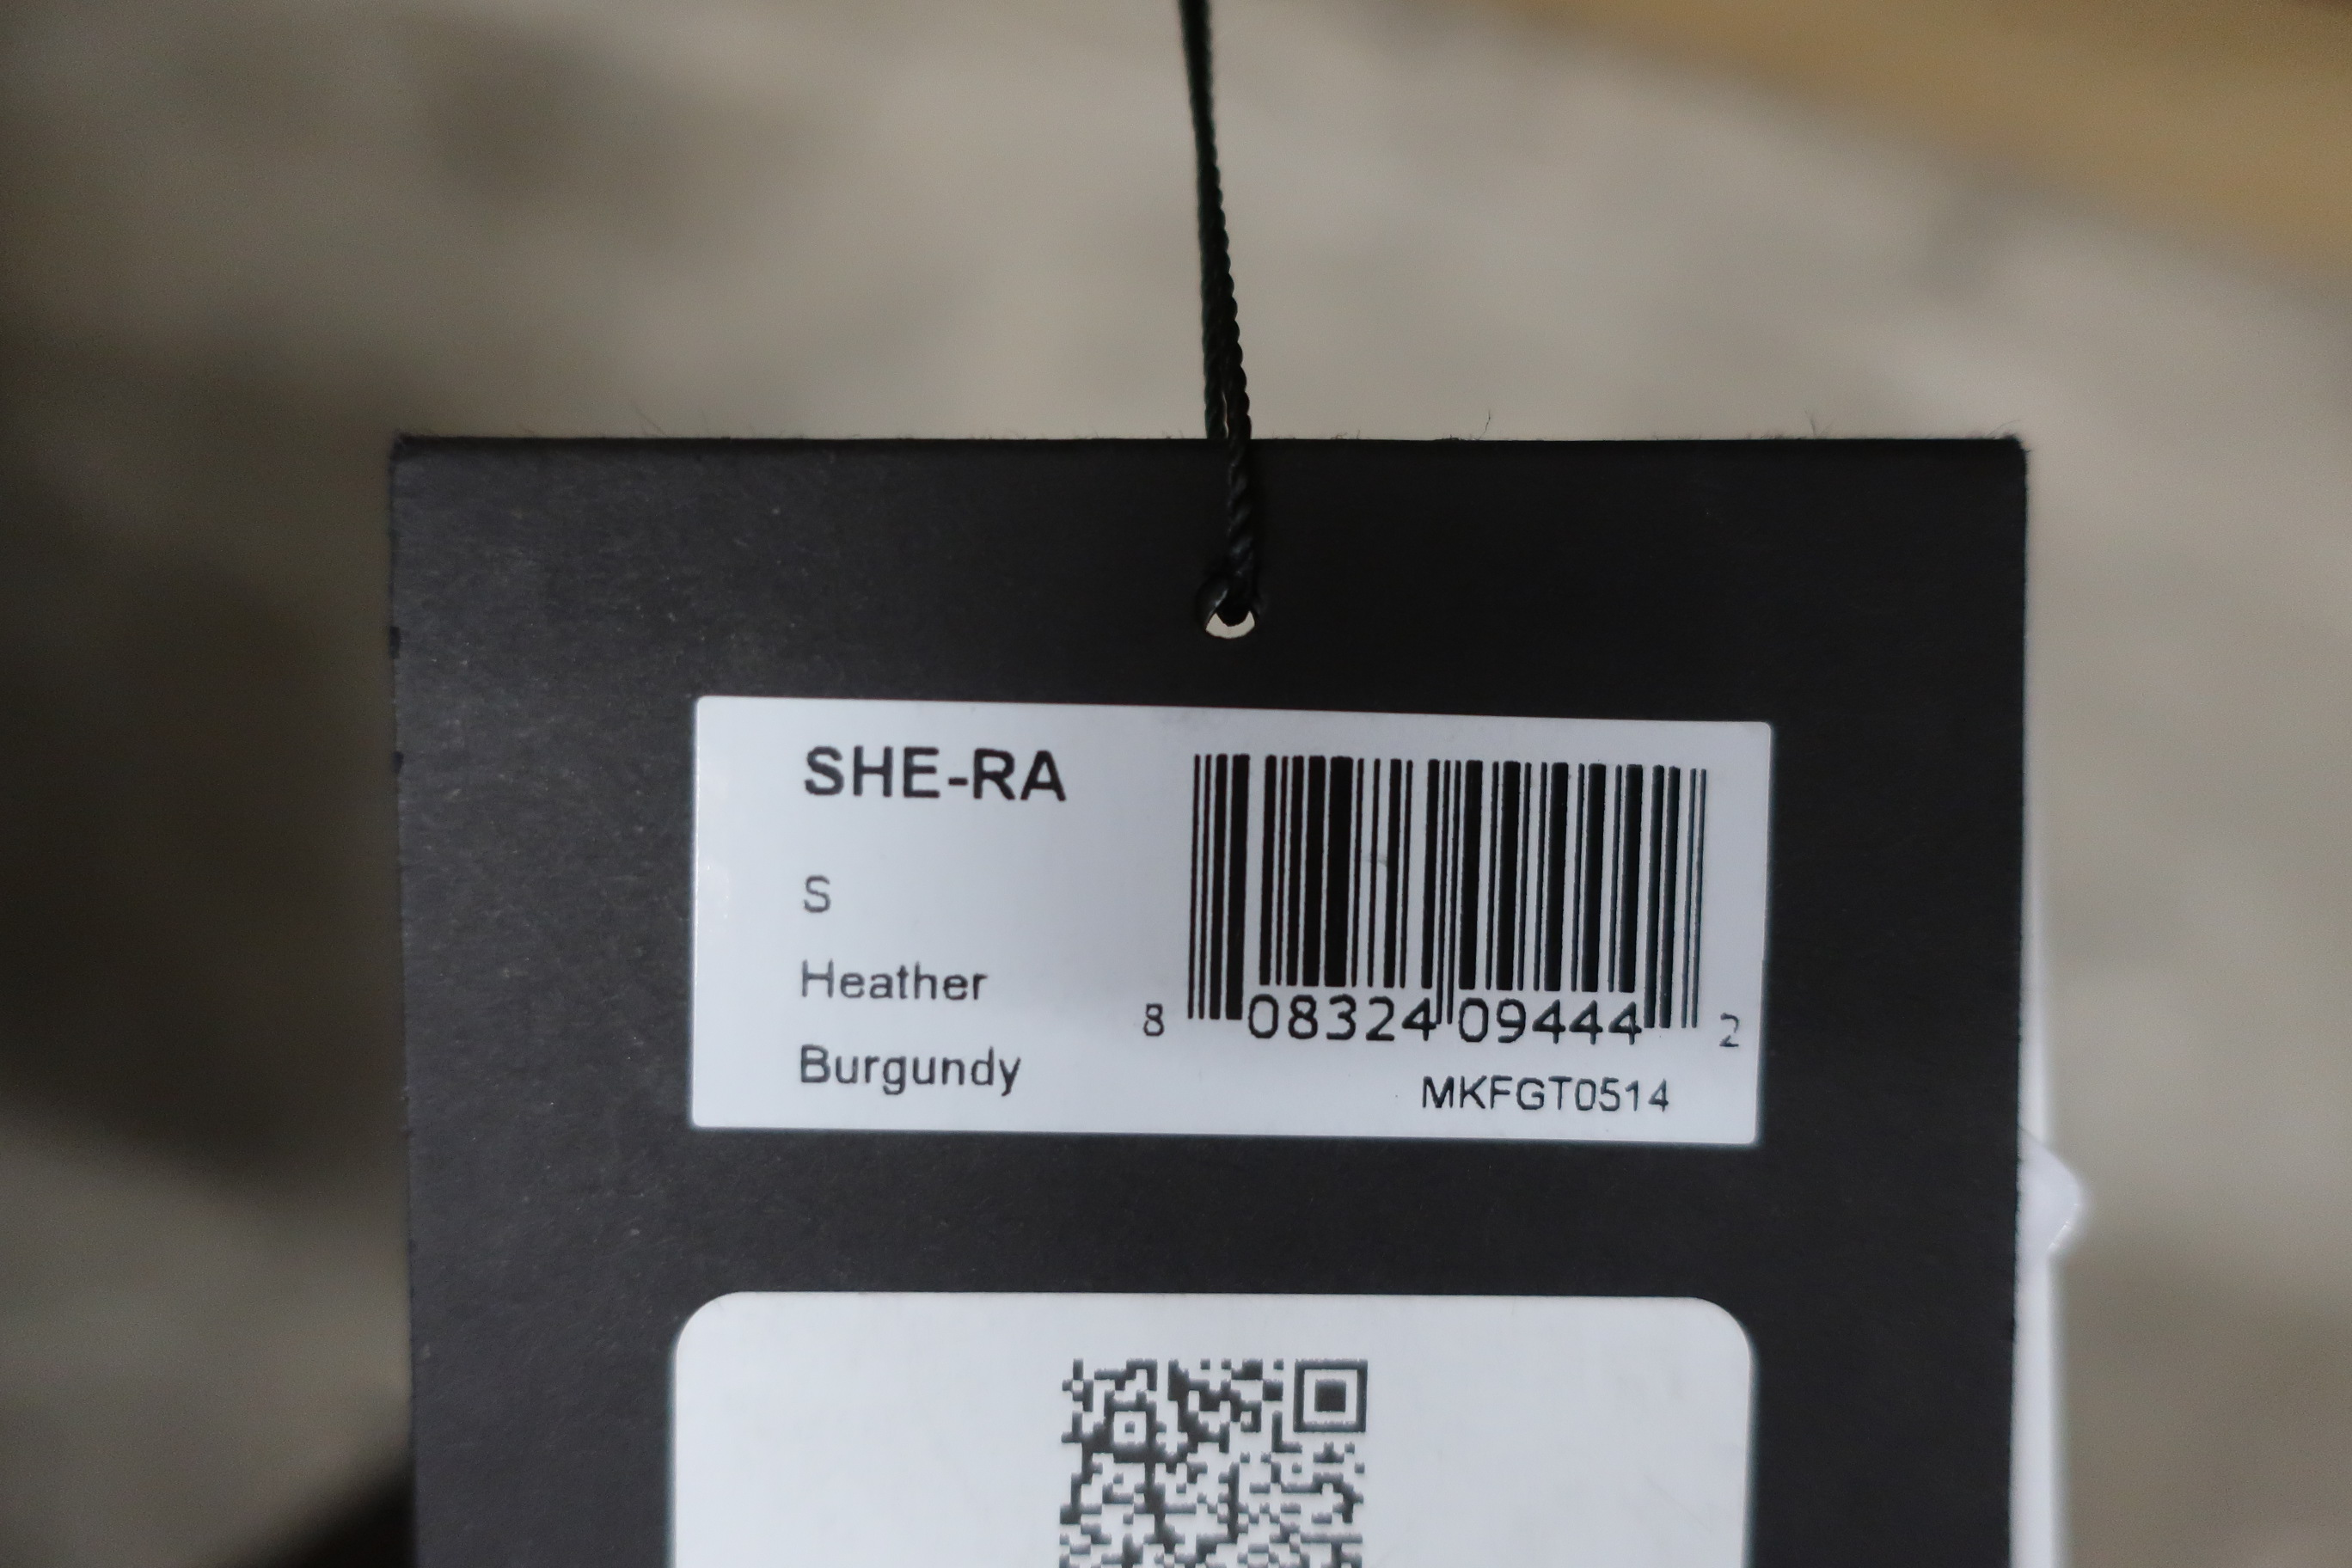 SHE-RA
S
Heather
Burgundy
8 08324 09444 2
MKFGT0514